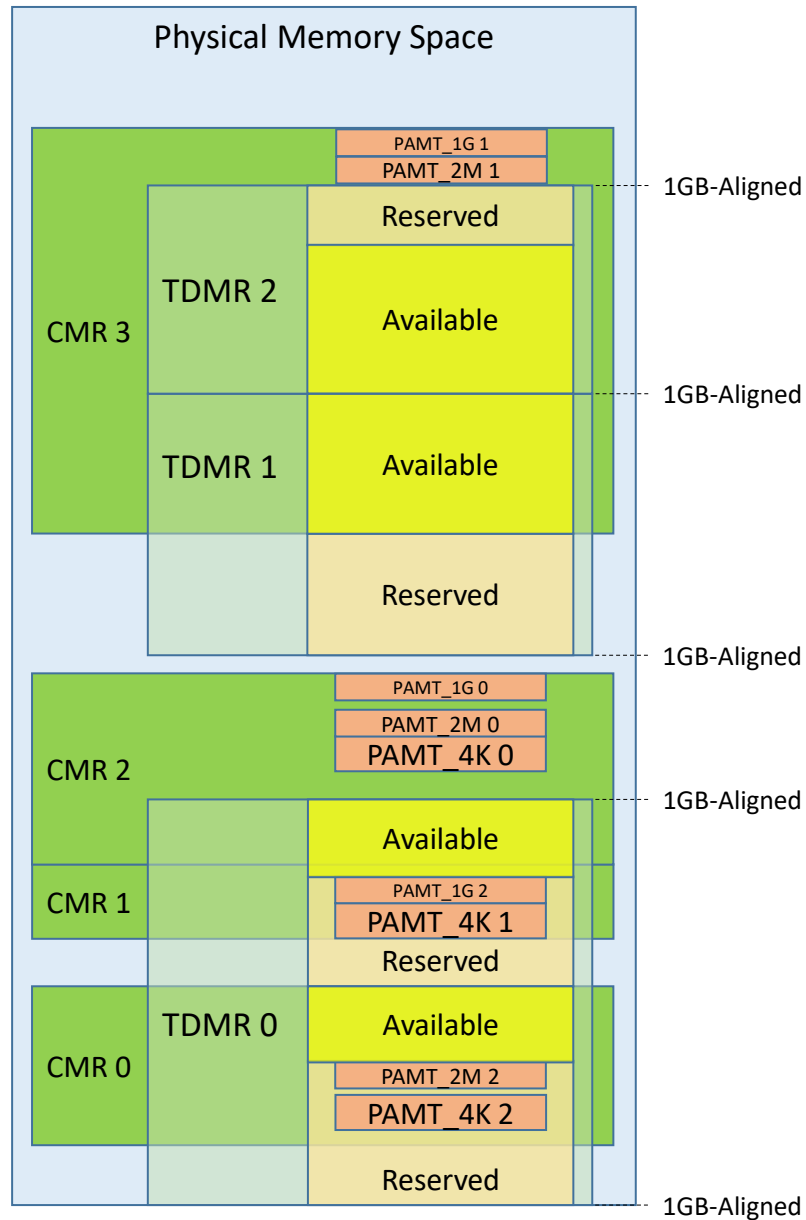 Physical Memory Space
PAMT_1G 1
PAMT_2M 1
1GB-Aligned
Reserved
TDMR 2
Available
CMR 3
1GB-Aligned
TDMR 1
Available
Reserved
1GB-Aligned
PAMT_1G 0
PAMT_2M 0
PAMT_4K 0
CMR 2
1GB-Aligned
Available
PAMT_1G 2
CMR 1
PAMT_4K 1
Reserved
TDMR 0
Available
CMR 0
PAMT_2M 2
PAMT_4K 2
Reserved
1GB-Aligned